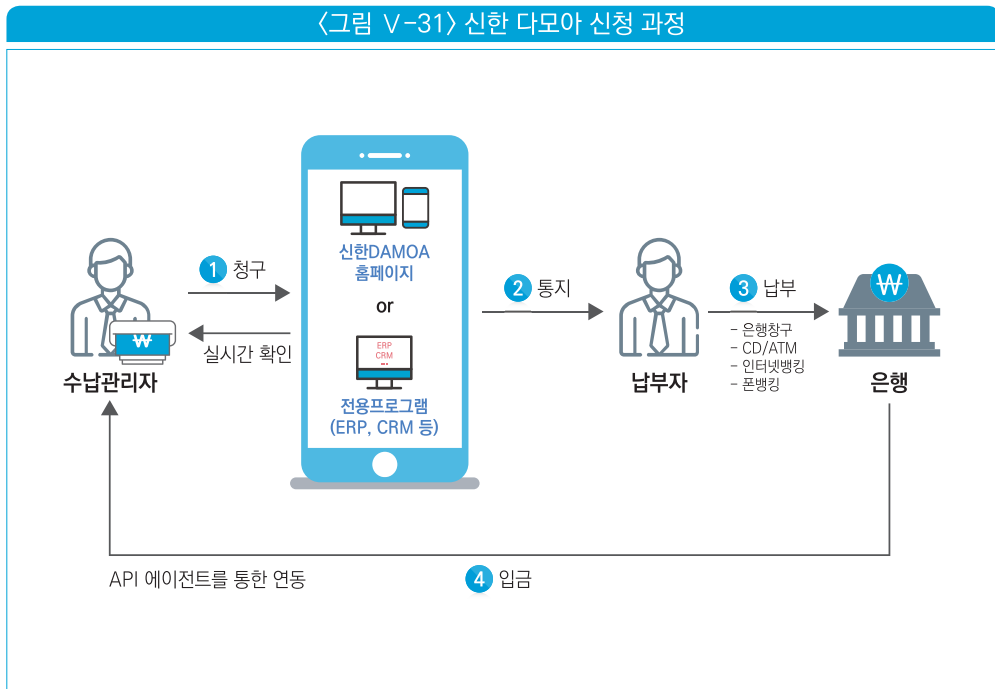 〈그림 Ⅴ-31〉 신한 다모아 신청 과정
1 청구
실시간 확인
수납관리자
신한DAMOA
홈페이지
or
ERP
CRM
전용프로그램
(ERP, CRM 등)
2 통지
납부자
3 납부
- 은행창구
- CD/ATM
- 인터넷뱅킹
- 폰뱅킹
₩
은행
₩
API 에이전트를 통한 연동
4 입금